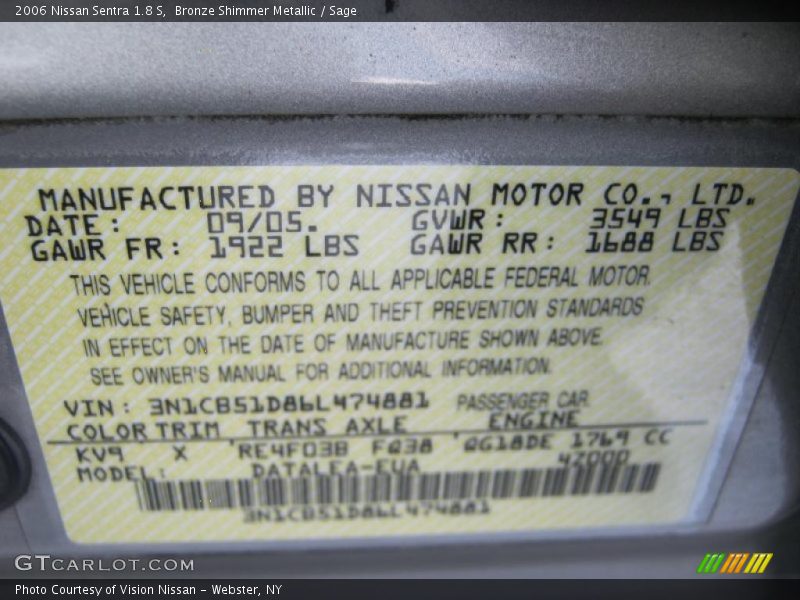 2006 Nissan Sentra 1.8 S, Bronze Shimmer Metallic / Sage
MANUFACTURED BY NISSAN MOTOR CO., LTD.
DATE: 09/05. GVWR: 3549 LBS
GAWR FR: 1922 LBS GAWR RR: 1688 LBS
THIS VEHICLE CONFORMS TO ALL APPLICABLE FEDERAL MOTOR
VEHICLE SAFETY, BUMPER AND THEFT PREVENTION STANDARDS
IN EFFECT ON THE DATE OF MANUFACTURE SHOWN ABOVE.
SEE OWNER'S MANUAL FOR ADDITIONAL INFORMATION.
VIN: 3N1CB51D86L474881 PASSENGER CAR
COLOR TRIM TRANS AXLE ENGINE
KV9 X 'RE4F03B FQ38 'QG18DE 1769 CC
MODEL: DATALEA-EUA 42000
3N1CB51D86L474881
GTCARLOT.COM
Photo Courtesy of Vision Nissan - Webster, NY